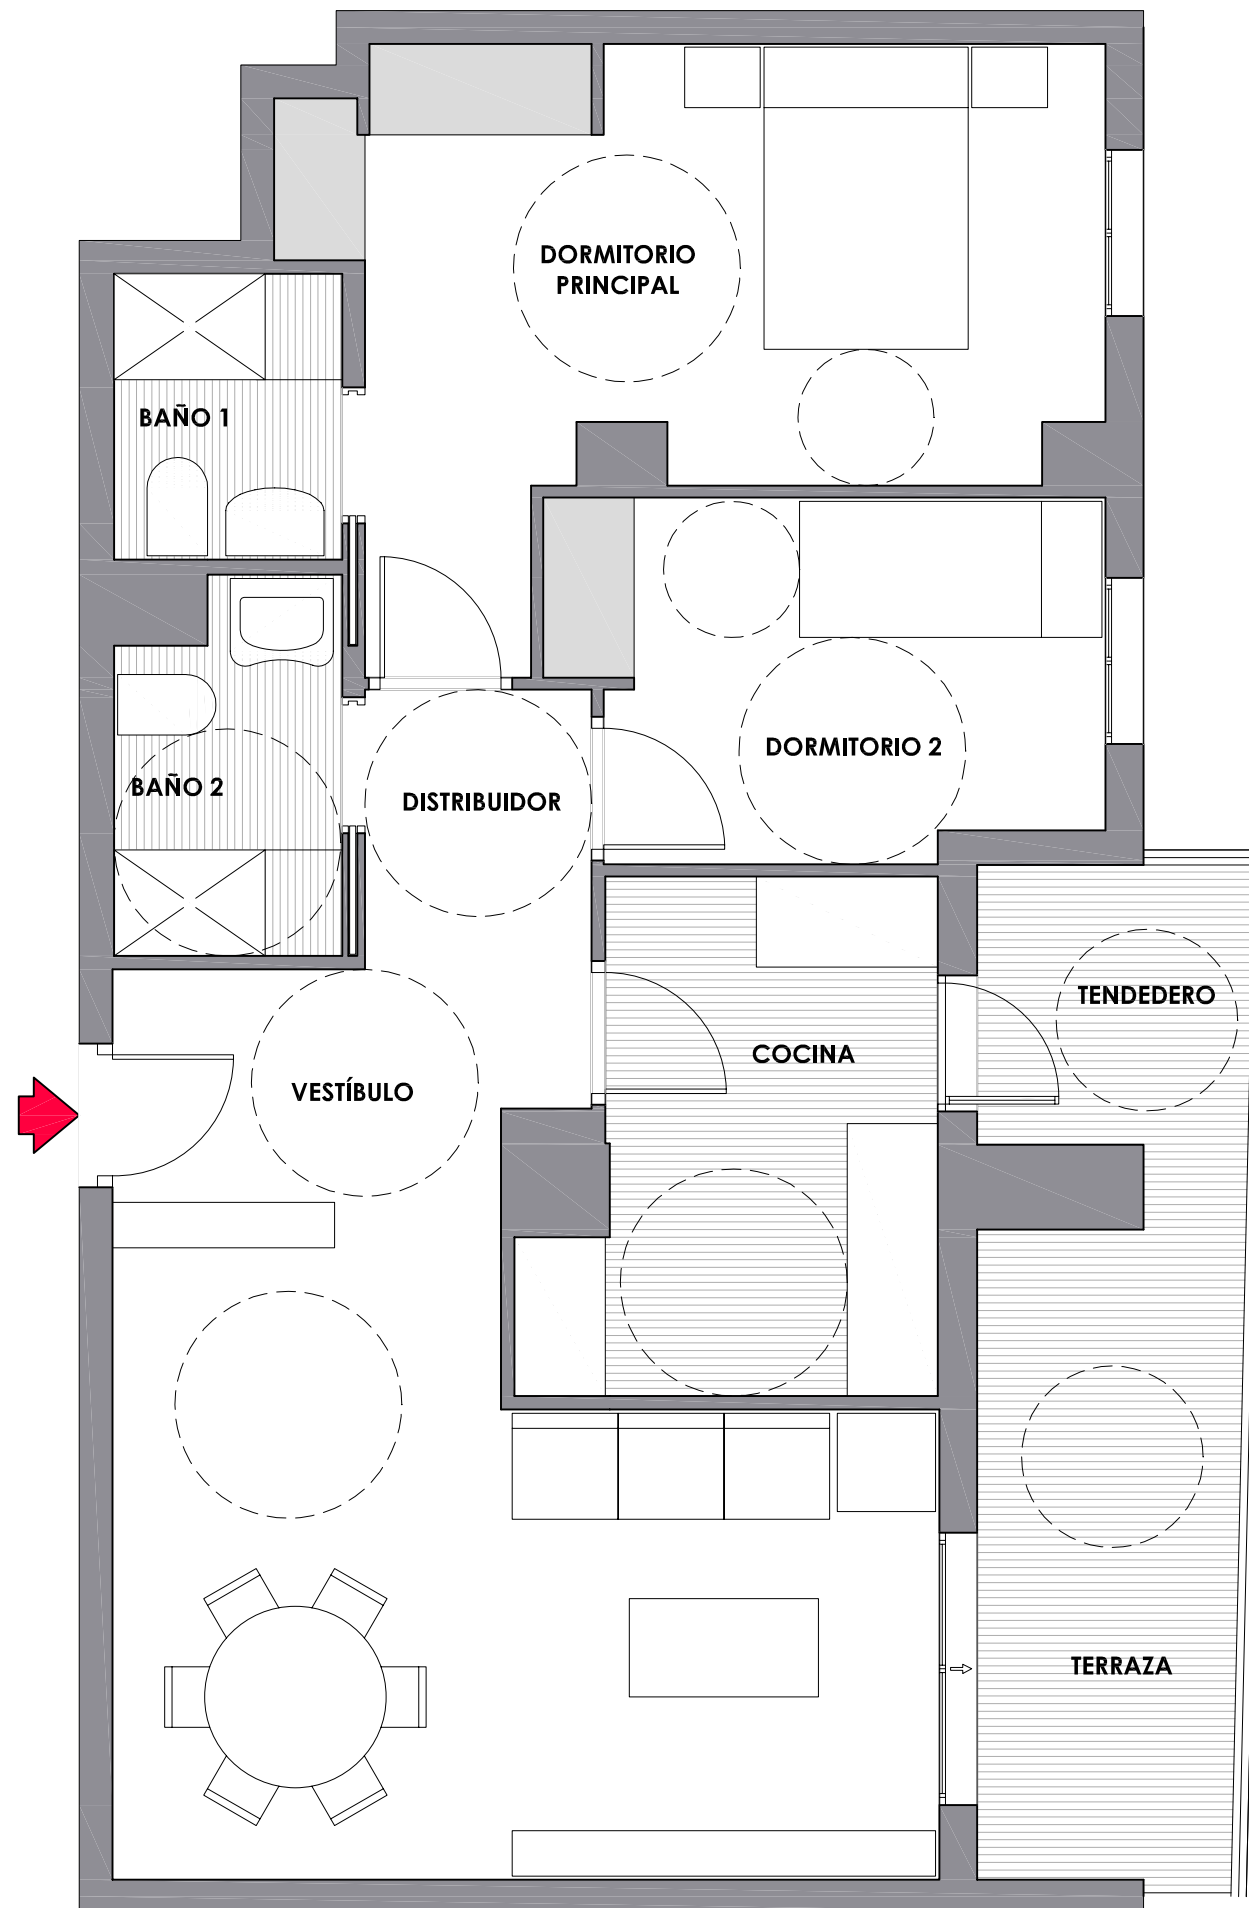 DORMITORIO
PRINCIPAL
BAÑO 1
DORMITORIO 2
BAÑO 2
DISTRIBUIDOR
TENDEDERO
COCINA
VESTÍBULO
TERRAZA